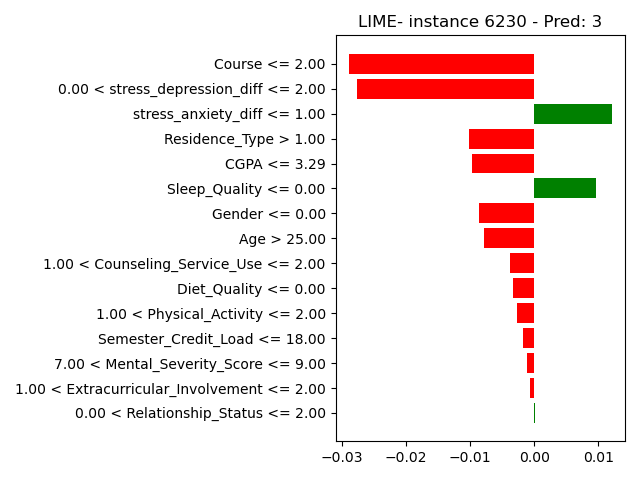 LIME- instance 6230 - Pred: 3
Course <= 2.00
0.00 < stress_depression_diff <= 2.00
stress_anxiety_diff <= 1.00
Residence_Type > 1.00
CGPA <= 3.29
Sleep_Quality <= 0.00
Gender <= 0.00
Age > 25.00
1.00 < Counseling_Service_Use <= 2.00
Diet_Quality <= 0.00
1.00 < Physical_Activity <= 2.00
Semester_Credit_Load <= 18.00
7.00 < Mental_Severity_Score <= 9.00
1.00 < Extracurricular_Involvement <= 2.00
0.00 < Relationship_Status <= 2.00
−0.03 −0.02 −0.01 0.00 0.01